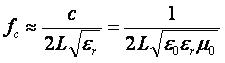 f_c ≈ c / (2L√ε_r) = 1 / (2L√(ε_0 ε_r μ_0))